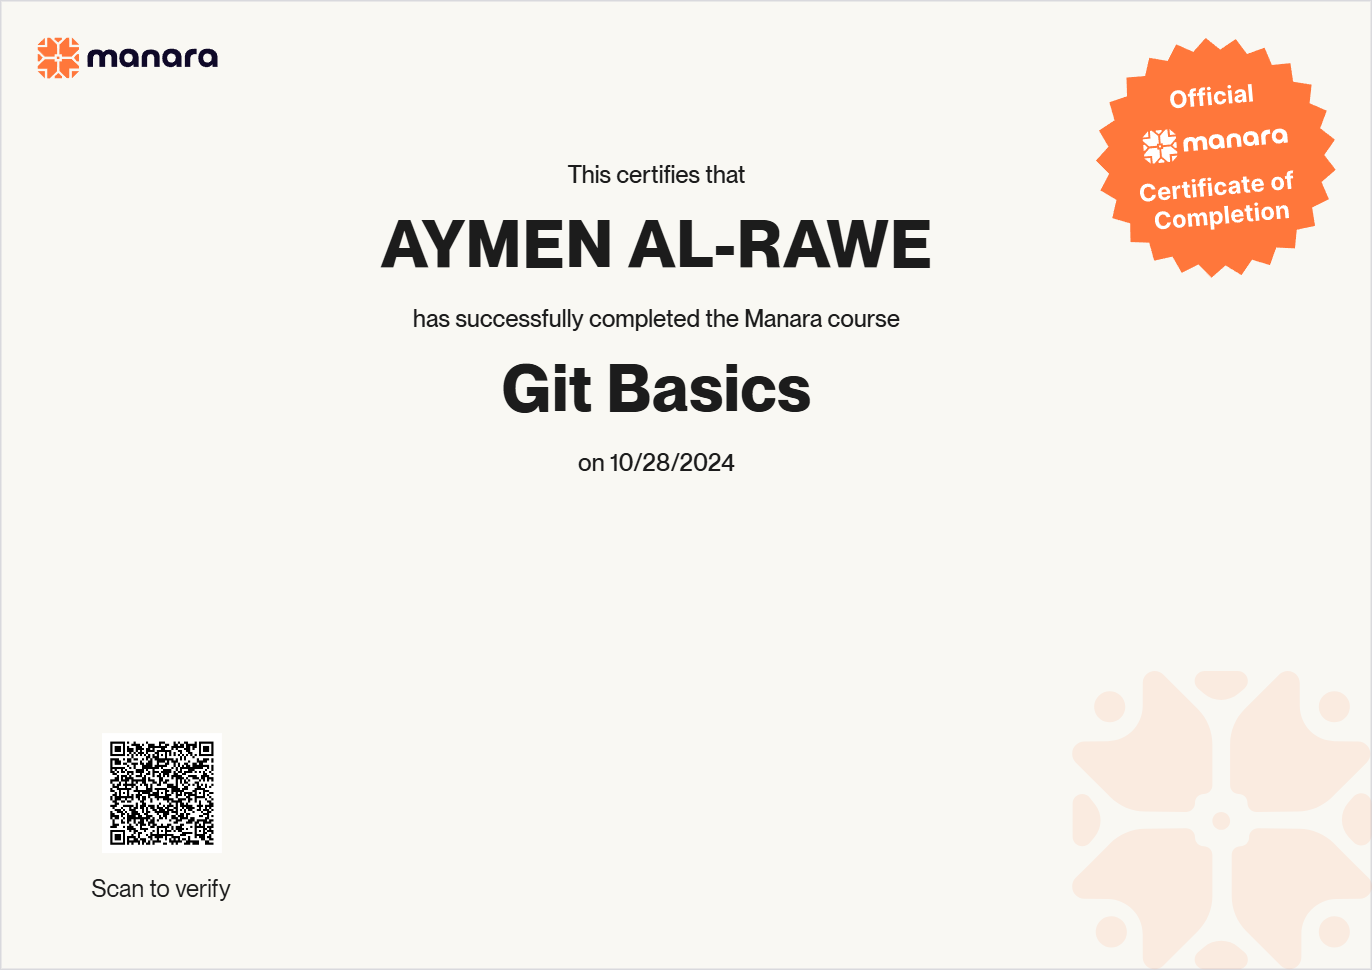 manara
Official
manara
Certificate of
Completion
This certifies that
AYMEN AL-RAWE
has successfully completed the Manara course
Git Basics
on 10/28/2024
Scan to verify